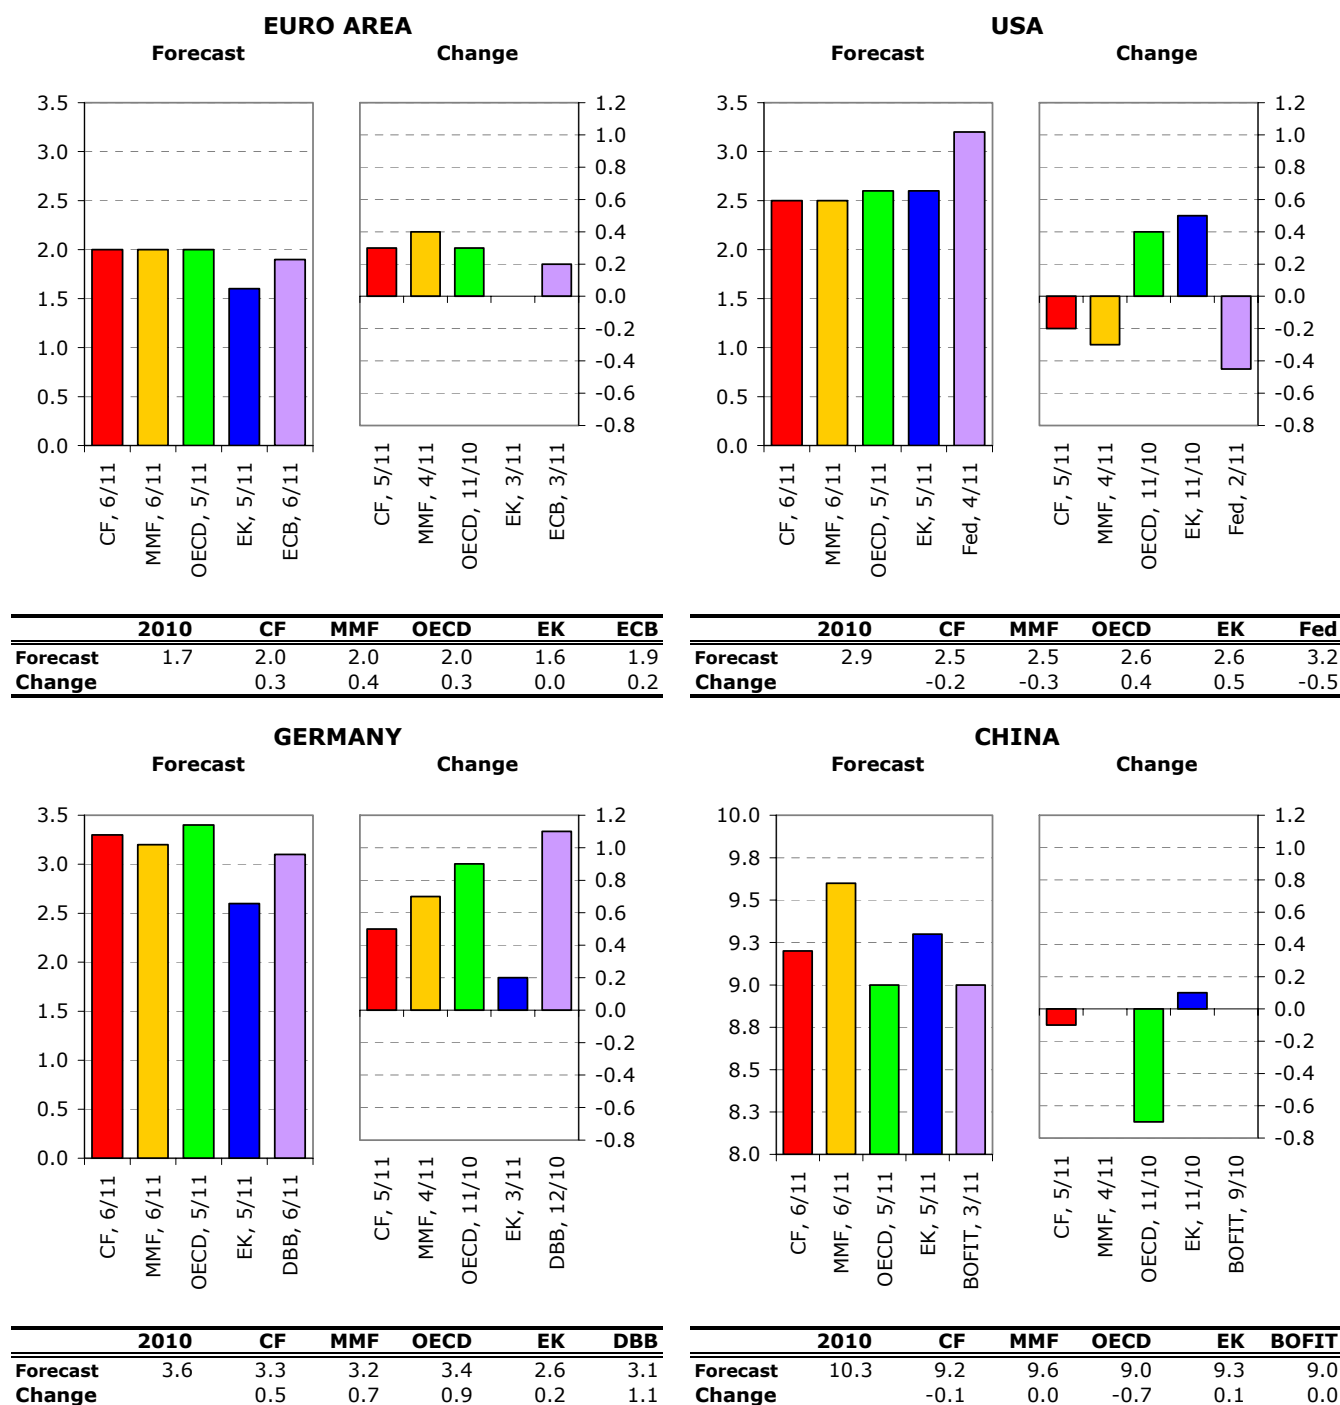 EURO AREA
Forecast Change
3.5
3.0
2.5
2.0
1.5
1.0
0.5
0.0
1.2
1.0
0.8
0.6
0.4
0.2
0.0
-0.2
-0.4
-0.6
-0.8
CF, 6/11
MMF, 6/11
OECD, 5/11
EK, 5/11
ECB, 6/11
CF, 5/11
MMF, 4/11
OECD, 11/10
EK, 3/11
ECB, 3/11
2010 CF MMF OECD EK ECB
Forecast 1.7 2.0 2.0 2.0 1.6 1.9
Change 0.3 0.4 0.3 0.0 0.2
USA
Forecast Change
3.5
3.0
2.5
2.0
1.5
1.0
0.5
0.0
1.2
1.0
0.8
0.6
0.4
0.2
0.0
-0.2
-0.4
-0.6
-0.8
CF, 6/11
MMF, 6/11
OECD, 5/11
EK, 5/11
Fed, 4/11
CF, 5/11
MMF, 4/11
OECD, 11/10
EK, 11/10
Fed, 2/11
2010 CF MMF OECD EK Fed
Forecast 2.9 2.5 2.5 2.6 2.6 3.2
Change -0.2 -0.3 0.4 0.5 -0.5
GERMANY
Forecast Change
3.5
3.0
2.5
2.0
1.5
1.0
0.5
0.0
1.2
1.0
0.8
0.6
0.4
0.2
0.0
-0.2
-0.4
-0.6
-0.8
CF, 6/11
MMF, 6/11
OECD, 5/11
EK, 5/11
DBB, 6/11
CF, 5/11
MMF, 4/11
OECD, 11/10
EK, 3/11
DBB, 12/10
2010 CF MMF OECD EK DBB
Forecast 3.6 3.3 3.2 3.4 2.6 3.1
Change 0.5 0.7 0.9 0.2 1.1
CHINA
Forecast Change
10.0
9.8
9.5
9.3
9.0
8.8
8.5
8.3
8.0
1.2
1.0
0.8
0.6
0.4
0.2
0.0
-0.2
-0.4
-0.6
-0.8
CF, 6/11
MMF, 6/11
OECD, 5/11
EK, 5/11
BOFIT, 3/11
CF, 5/11
MMF, 4/11
OECD, 11/10
EK, 11/10
BOFIT, 9/10
2010 CF MMF OECD EK BOFIT
Forecast 10.3 9.2 9.6 9.0 9.3 9.0
Change -0.1 0.0 -0.7 0.1 0.0